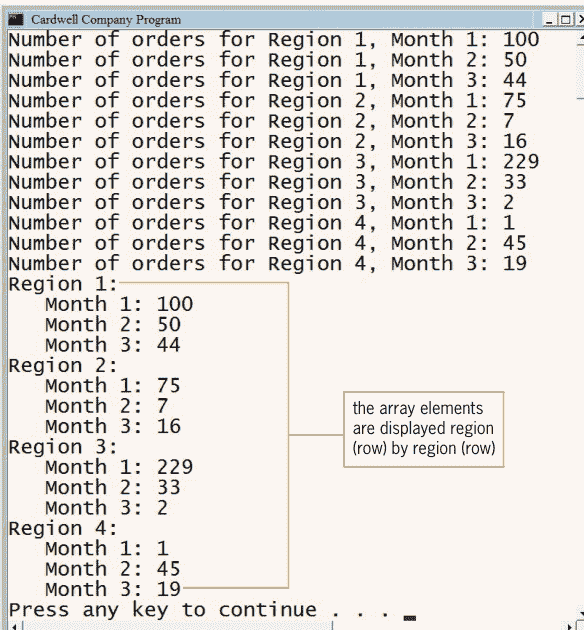 Cardwell Company Program
Number of orders for Region 1, Month 1: 100
Number of orders for Region 1, Month 2: 50
Number of orders for Region 1, Month 3: 44
Number of orders for Region 2, Month 1: 75
Number of orders for Region 2, Month 2: 7
Number of orders for Region 2, Month 3: 16
Number of orders for Region 3, Month 1: 229
Number of orders for Region 3, Month 2: 33
Number of orders for Region 3, Month 3: 2
Number of orders for Region 4, Month 1: 1
Number of orders for Region 4, Month 2: 45
Number of orders for Region 4, Month 3: 19
Region 1:
Month 1: 100
Month 2: 50
Month 3: 44
Region 2:
Month 1: 75
Month 2: 7
Month 3: 16
Region 3:
Month 1: 229
Month 2: 33
Month 3: 2
Region 4:
Month 1: 1
Month 2: 45
Month 3: 19
Press any key to continue . . .
the array elements
are displayed region
(row) by region (row)